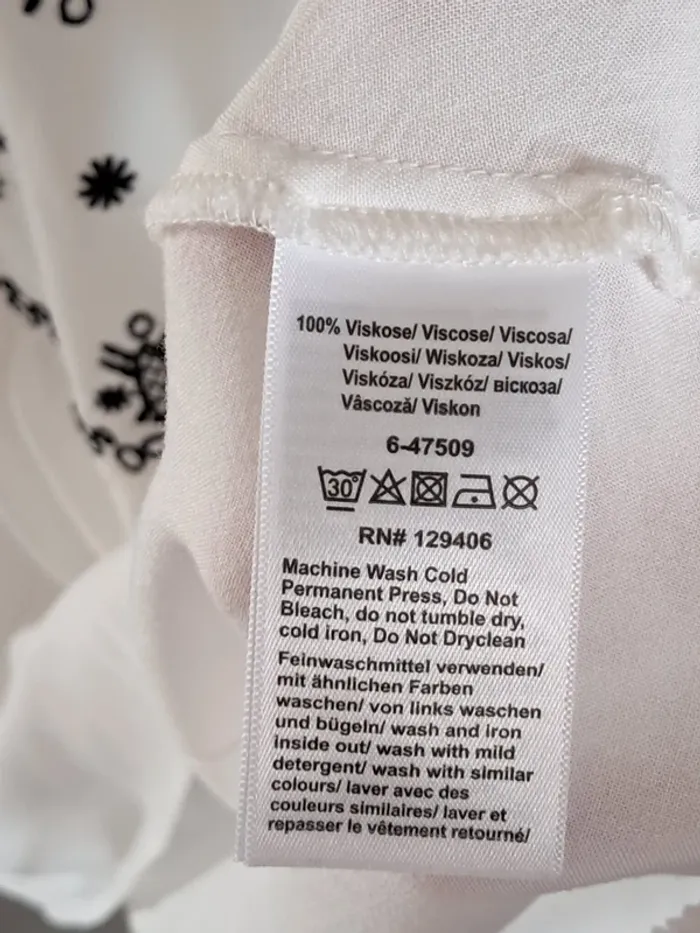 100% Viskose/ Viscose/ Viscosa/
Viskoosi/ Wiskoza/ Viskos/
Viskóza/ Viszkóz/ віскоза/
Vâscoză/ Viskon
6-47509
30°
RN# 129406
Machine Wash Cold
Permanent Press, Do Not
Bleach, do not tumble dry,
cold iron, Do Not Dryclean
Feinwaschmittel verwenden/
mit ähnlichen Farben
waschen/ von links waschen
und bügeln/ wash and iron
inside out/ wash with mild
detergent/ wash with similar
colours/ laver avec des
couleurs similaires/ laver et
repasser le vêtement retourné/